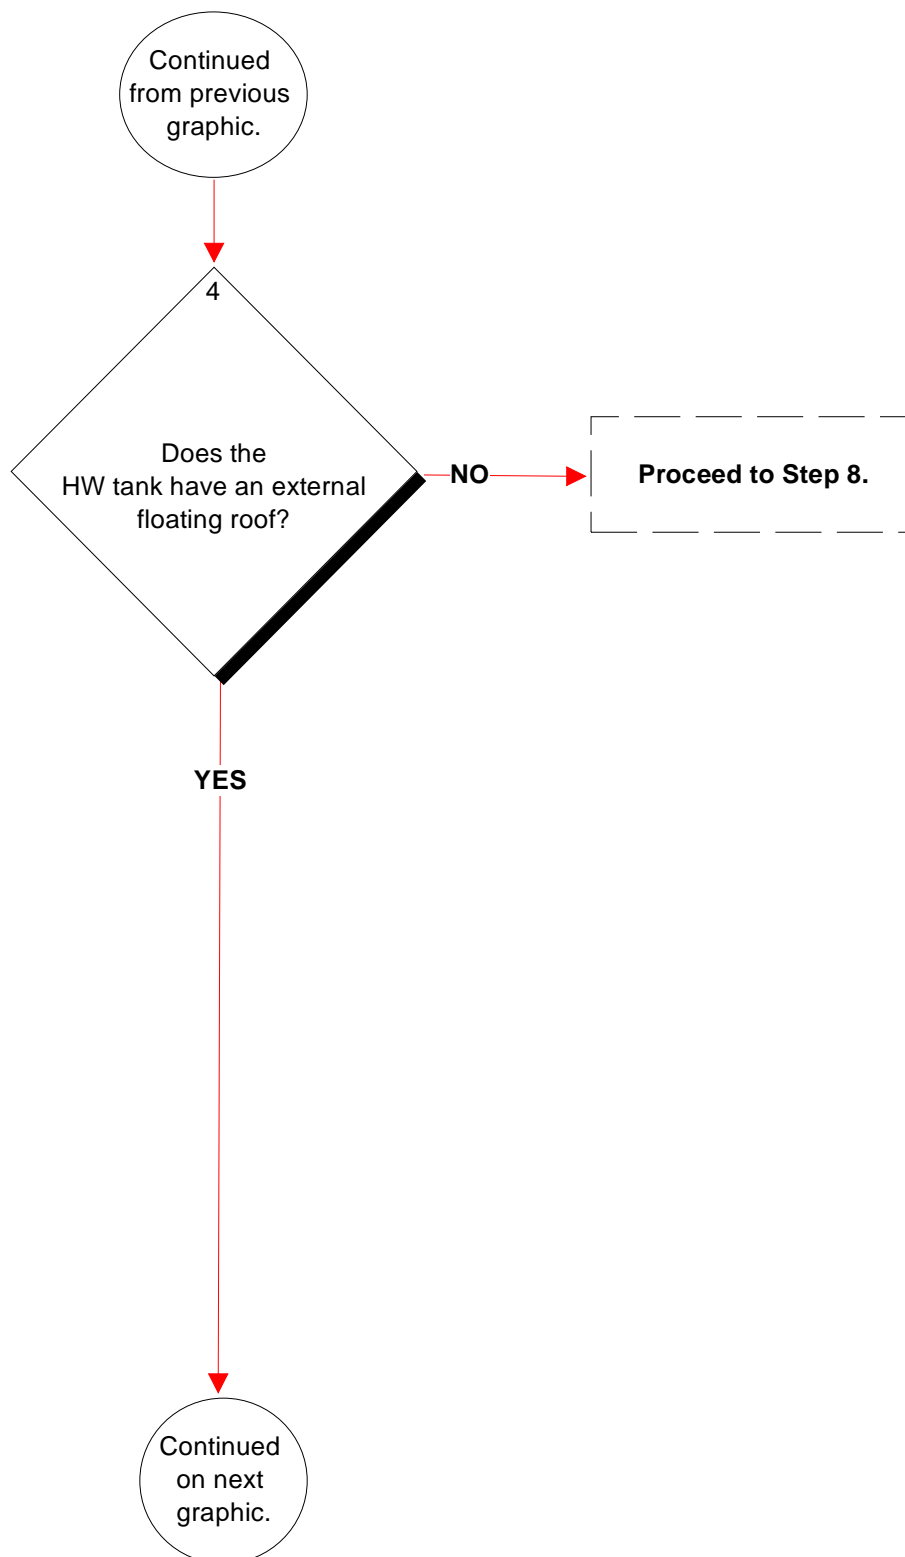 Continued
from previous
graphic.
4
Does the
HW tank have an external
floating roof?
NO
Proceed to Step 8.
YES
Continued
on next
graphic.